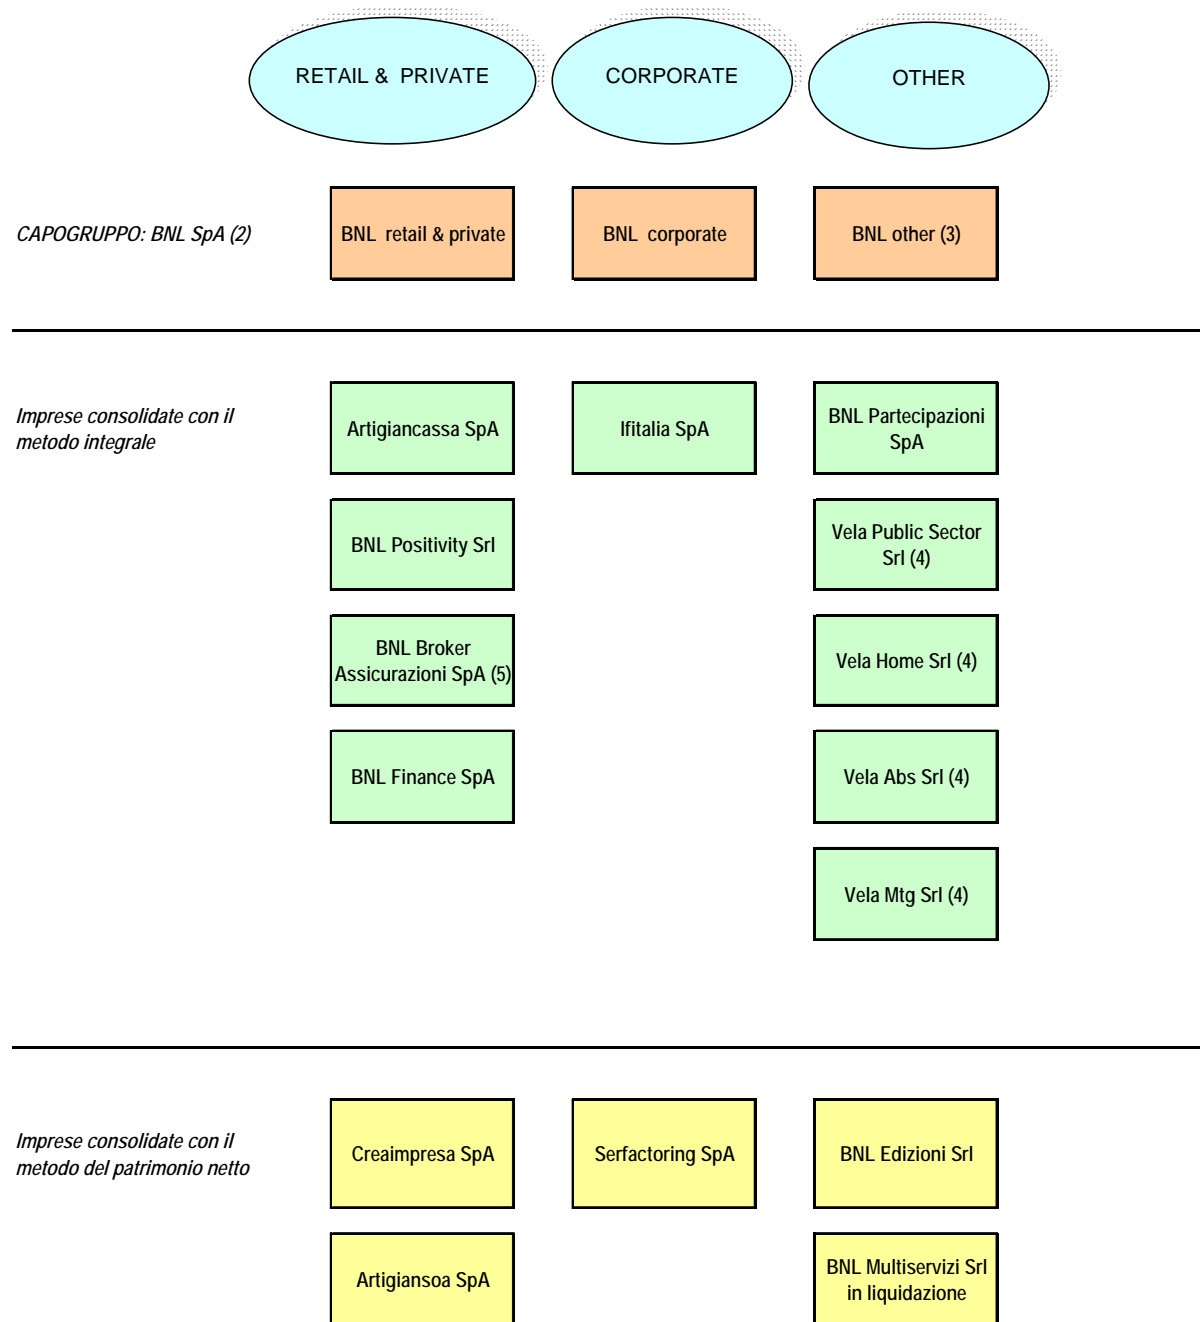 RETAIL & PRIVATE
CORPORATE
OTHER
CAPOGRUPPO: BNL SpA (2)
BNL retail & private
BNL corporate
BNL other (3)
Imprese consolidate con il
metodo integrale
Artigiancassa SpA
Ifitalia SpA
BNL Partecipazioni
SpA
BNL Positivity Srl
Vela Public Sector
Srl (4)
BNL Broker
Assicurazioni SpA (5)
Vela Home Srl (4)
BNL Finance SpA
Vela Abs Srl (4)
Vela Mtg Srl (4)
Imprese consolidate con il
metodo del patrimonio netto
Creaimpresa SpA
Serfactoring SpA
BNL Edizioni Srl
Artigiansoa SpA
BNL Multiservizi Srl
in liquidazione